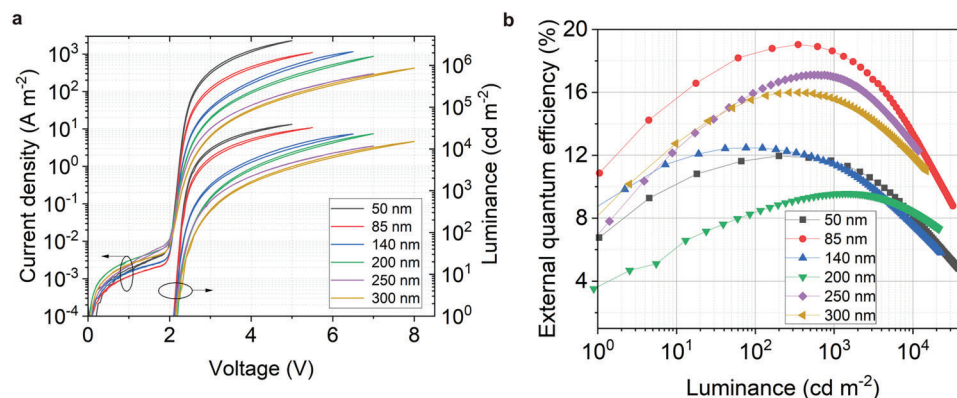 a
Current density (A m⁻²)
10³
10²
10¹
10⁰
10⁻¹
10⁻²
10⁻³
10⁻⁴
0 2 4 6 8
Voltage (V)
10⁶
10⁵
10⁴
10³
10²
10¹
10⁰
Luminance (cd m⁻²)
50 nm
85 nm
140 nm
200 nm
250 nm
300 nm
b
External quantum efficiency (%)
20
16
12
8
4
10⁰ 10¹ 10² 10³ 10⁴
Luminance (cd m⁻²)
50 nm
85 nm
140 nm
200 nm
250 nm
300 nm